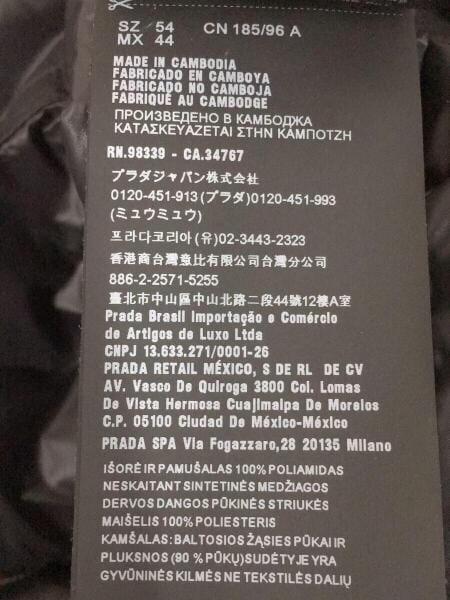 SZ 54 CN 185/96 A
MX 44
MADE IN CAMBODIA
FABRICADO EN CAMBOYA
FABRICADO NO CAMBOJA
FABRIQUÉ AU CAMBODGE
ПРОИЗВЕДЕНО В КАМБОДЖА
ΚΑΤΑΣΚΕΥΑΖΕΤΑΙ ΣΤΗΝ ΚΑΜΠΟΤΖΗ
RN.98339 - CA.34767
プラダジャパン株式会社
0120-451-913(プラダ)0120-451-993
(ミュウミュウ)
프라다코리아(유)02-3443-2323
香港商台灣意比有限公司台灣分公司
886-2-2571-5255
臺北市中山區中山北路二段44號12樓A室
Prada Brasil Importação e Comércio
de Artigos de Luxo Ltda
CNPJ 13.633.271/0001-26
PRADA RETAIL MÉXICO, S DE RL DE CV
AV. Vasco De Quiroga 3800 Col. Lomas
De Vista Hermosa Cuajimalpa De Morelos
C.P. 05100 Ciudad De México-México
PRADA SPA Via Fogazzaro,28 20135 Milano
IŠORĖ IR PAMUŠALAS 100% POLIAMIDAS
NESKAITANT SINTETINĖS MEDŽIAGOS
DERVOS DANGOS PŪKINĖS STRIUKĖS
MAIŠELIS 100% POLIESTERIS
KAMŠALAS: BALTOSIOS ŽĄSIES PŪKAI IR
PLUKSNOS (90 % PŪKŲ) SUDĖTYJE YRA
GYVŪNINĖS KILMĖS NE TEKSTILĖS DALIŲ